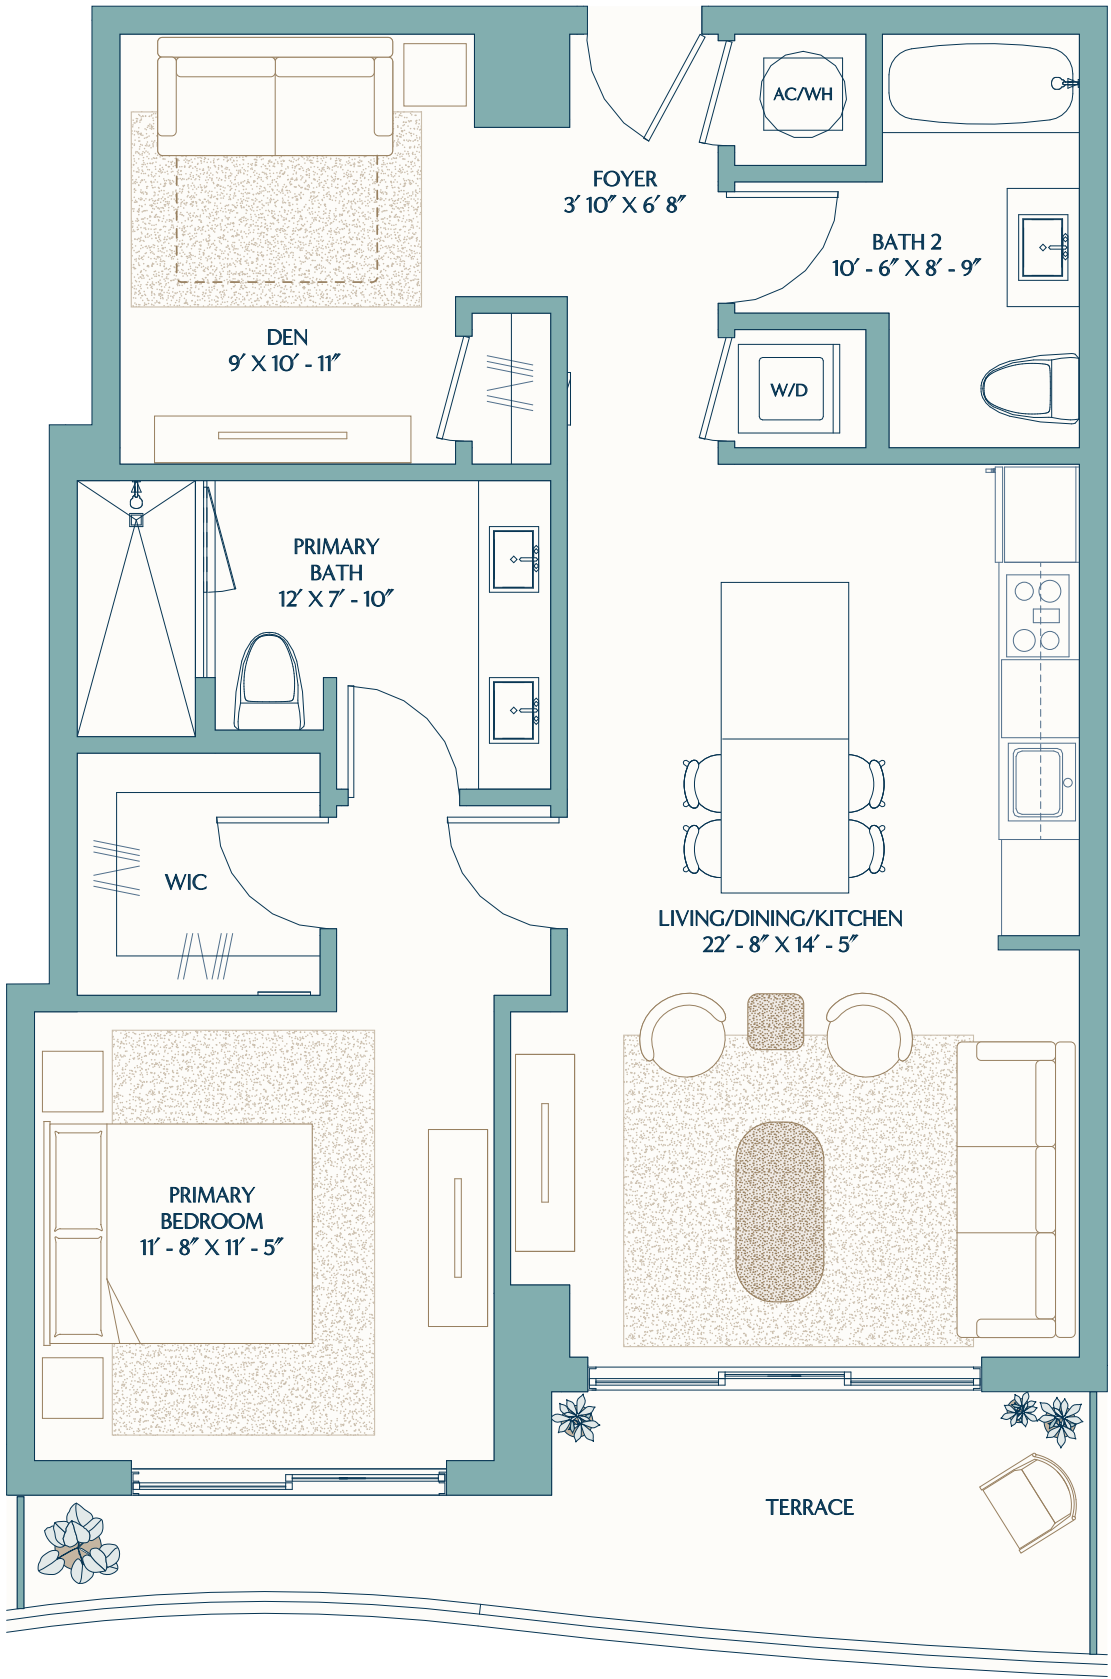 AC/WH
FOYER
3′ 10″ X 6′ 8″
BATH 2
10′ - 6″ X 8′ - 9″
DEN
9′ X 10′ - 11″
W/D
PRIMARY
BATH
12′ X 7′ - 10″
WIC
LIVING/DINING/KITCHEN
22′ - 8″ X 14′ - 5″
PRIMARY
BEDROOM
11′ - 8″ X 11′ - 5″
TERRACE